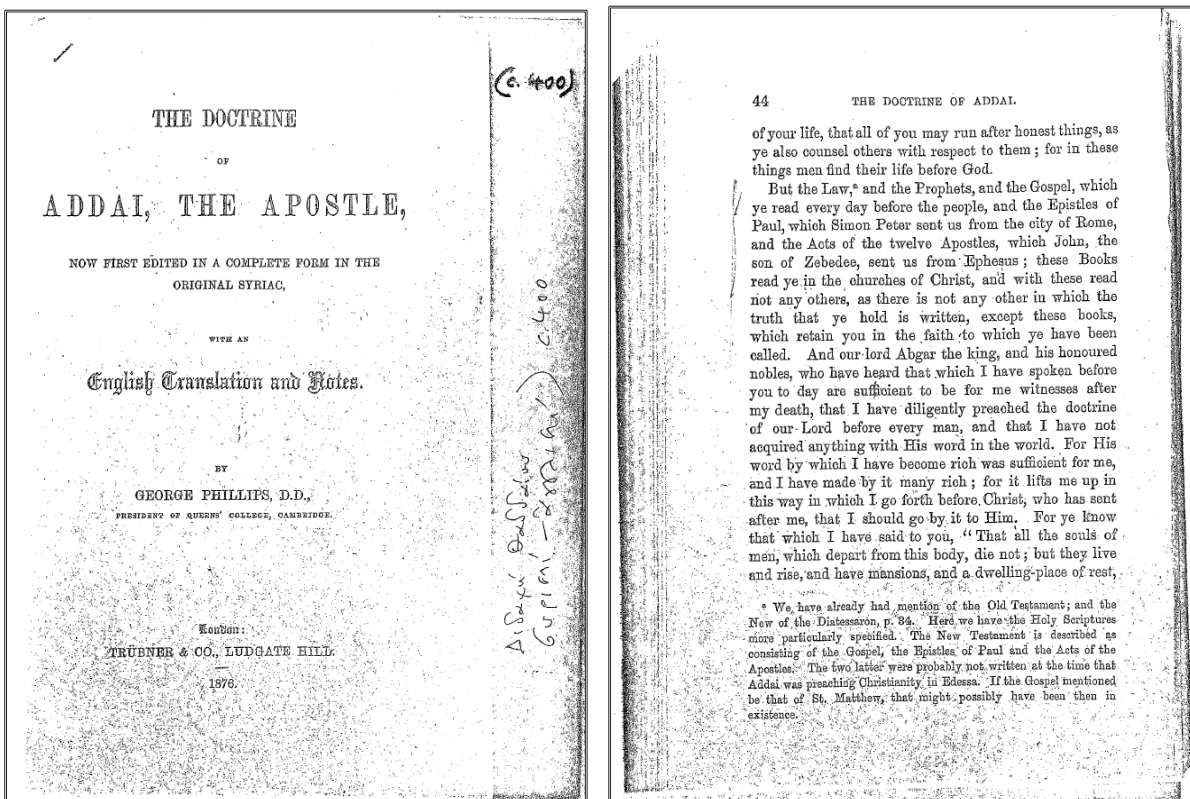 THE DOCTRINE
OF
ADDAI, THE APOSTLE,
NOW FIRST EDITED IN A COMPLETE FORM IN THE
ORIGINAL SYRIAC,
WITH AN
English Translation and Notes.
BY
GEORGE PHILLIPS, D.D.,
PRESIDENT OF QUEENS' COLLEGE, CAMBRIDGE.
London:
TRÜBNER & CO., LUDGATE HILL.
1876.
(c. 400)
Διδαχή Θαδδαίου
c 400
44 THE DOCTRINE OF ADDAI.
of your life, that all of you may run after honest things, as
ye also counsel others with respect to them; for in these
things men find their life before God.
But the Law,ᵃ and the Prophets, and the Gospel, which
ye read every day before the people, and the Epistles of
Paul, which Simon Peter sent us from the city of Rome,
and the Acts of the twelve Apostles, which John, the
son of Zebedee, sent us from Ephesus; these Books
read ye in the churches of Christ, and with these read
not any others, as there is not any other in which the
truth that ye hold is written, except these books,
which retain you in the faith to which ye have been
called. And our lord Abgar the king, and his honoured
nobles, who have heard that which I have spoken before
you to day are sufficient to be for me witnesses after
my death, that I have diligently preached the doctrine
of our Lord before every man, and that I have not
acquired anything with His word in the world. For His
word by which I have become rich was sufficient for me,
and I have made by it many rich; for it lifts me up in
this way in which I go forth before Christ, who has sent
after me, that I should go by it to Him. For ye know
that which I have said to you, “That all the souls of
men, which depart from this body, die not; but they live
and rise, and have mansions, and a dwelling-place of rest,
ᵃ We have already had mention of the Old Testament; and the
New of the Diatessaron, p. 34. Here we have the Holy Scriptures
more particularly specified. The New Testament is described as
consisting of the Gospel, the Epistles of Paul and the Acts of the
Apostles. The two latter were probably not written at the time that
Addai was preaching Christianity in Edessa. If the Gospel mentioned
be that of St. Matthew, that might possibly have been then in
existence.